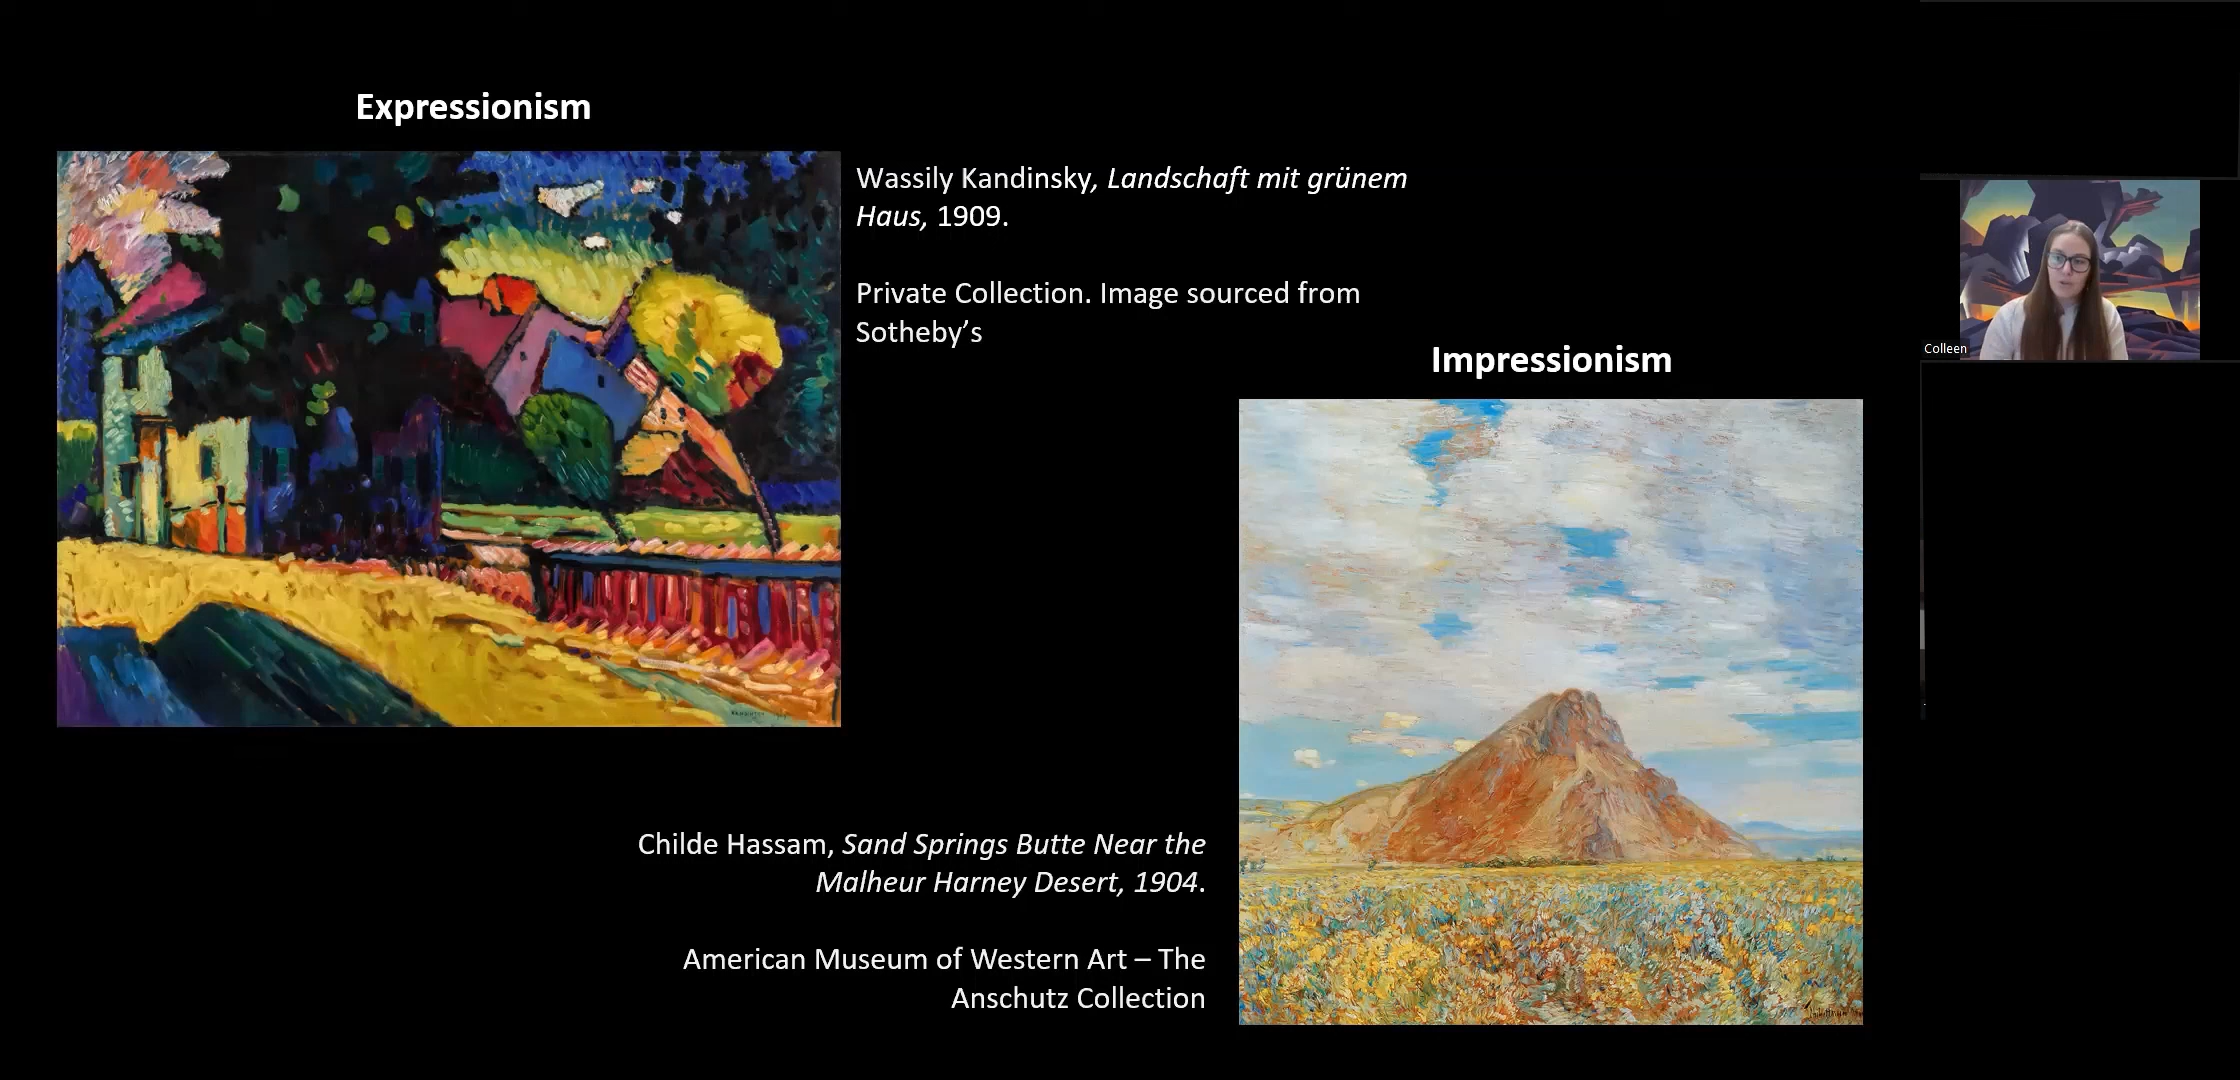 Expressionism
Wassily Kandinsky, Landschaft mit grünem
Haus, 1909.
Private Collection. Image sourced from
Sotheby’s
Colleen
Impressionism
Childe Hassam, Sand Springs Butte Near the
Malheur Harney Desert, 1904.
American Museum of Western Art – The
Anschutz Collection